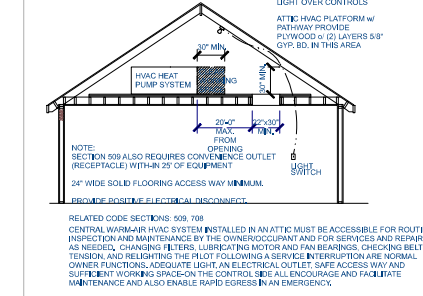 LIGHT OVER CONTROLS
ATTIC HVAC PLATFORM w/
PATHWAY PROVIDE
PLYWOOD o/ (2) LAYERS 5/8"
GYP. BD. IN THIS AREA
30" MIN.
HVAC HEAT
PUMP SYSTEM
30" MIN.
20'-0"
MAX.
FROM
OPENING
22"x30"
MIN.
LIGHT
SWITCH
NOTE:
SECTION 509 ALSO REQUIRES CONVENIENCE OUTLET
(RECEPTACLE) WITH-IN 25' OF EQUIPMENT
24" WIDE SOLID FLOORING ACCESS WAY MINIMUM.
PROVIDE POSITIVE ELECTRICAL DISCONNECT.
RELATED CODE SECTIONS: 509, 708
CENTRAL WARM-AIR HVAC SYSTEM INSTALLED IN AN ATTIC MUST BE ACCESSIBLE FOR ROUTI
INSPECTION AND MAINTENANCE BY THE OWNER/OCCUPANT AND FOR SERVICES AND REPAIR
AS NEEDED. CHANGING FILTERS, LUBRICATING MOTOR AND FAN BEARINGS, CHECKING BELT
TENSION, AND RELIGHTING THE PILOT FOLLOWING A SERVICE INTERRUPTION ARE NORMAL
OWNER FUNCTIONS. ADEQUATE LIGHT, AN ELECTRICAL OUTLET, SAFE ACCESS WAY AND
SUFFICIENT WORKING SPACE-ON THE CONTROL SIDE ALL ENCOURAGE AND FACILITATE
MAINTENANCE AND ALSO ENABLE RAPID EGRESS IN AN EMERGENCY.